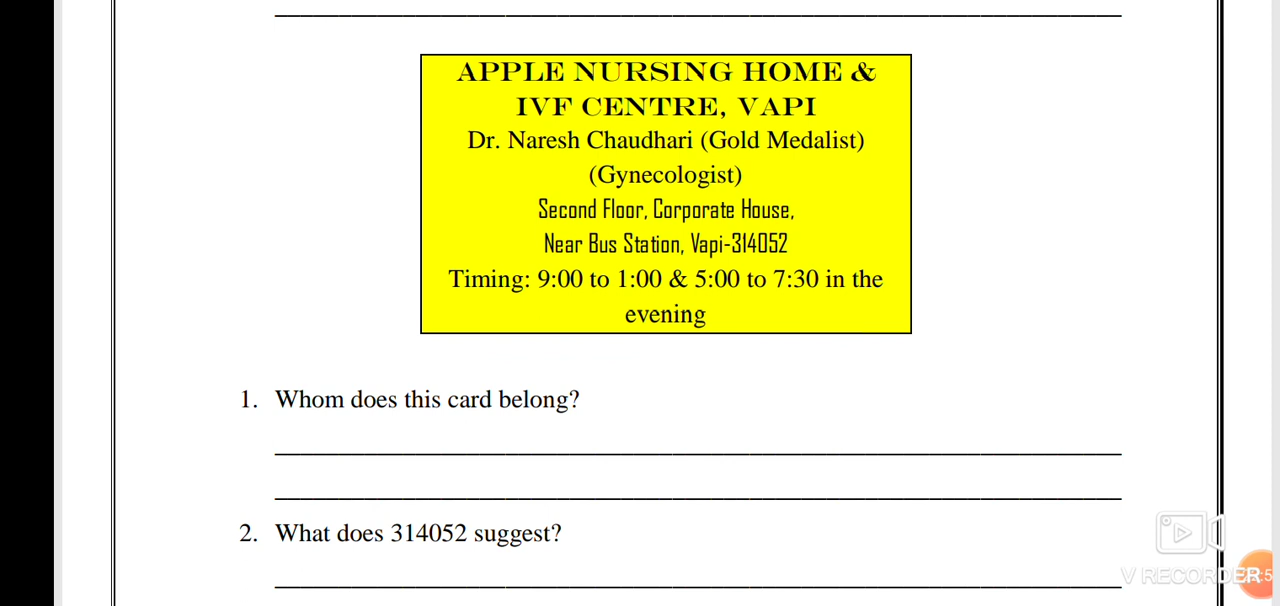 APPLE NURSING HOME &
IVF CENTRE, VAPI
Dr. Naresh Chaudhari (Gold Medalist)
(Gynecologist)
Second Floor, Corporate House,
Near Bus Station, Vapi-314052
Timing: 9:00 to 1:00 & 5:00 to 7:30 in the
evening
1. Whom does this card belong?
2. What does 314052 suggest?
V RECORDER